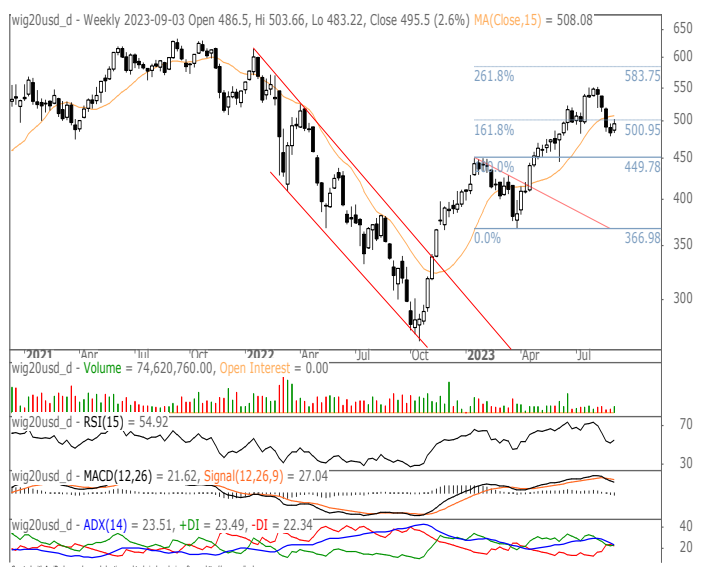 wig20usd_d - Weekly 2023-09-03 Open 486.5, Hi 503.66, Lo 483.22, Close 495.5 (2.6%) MA(Close,15) = 508.08
650
600
261.8% 583.75
550
161.8% 500.95
500
450
449.78
400
0.0% 366.98
350
300
2021 Apr Jul Oct 2022 Apr Jul Oct 2023 Apr Jul
wig20usd_d - Volume = 74,620,760.00, Open Interest = 0.00
wig20usd_d - RSI(15) = 54.92
70
30
wig20usd_d - MACD(12,26) = 21.62, Signal(12,26,9) = 27.04
wig20usd_d - ADX(14) = 23.51, +DI = 23.49, -DI = 22.34
40
20